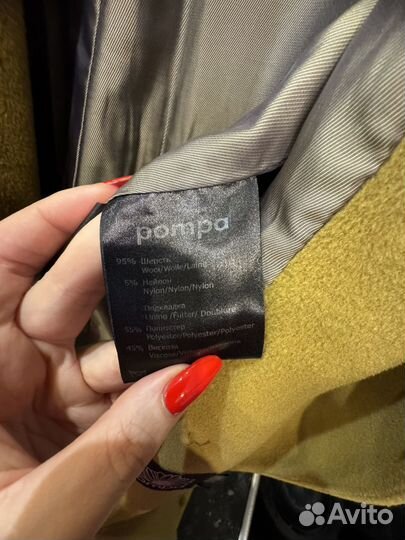 pompa
95% Шерсть
Wool/Wolle/Laine
5% Нейлон
Nylon/Nylon/Nylon
Подкладка
Lining /Futter/ Doublure
55% Полиэстер
Polyester/Polyester/Polyester
45% Вискоза
Viscose/
Avito